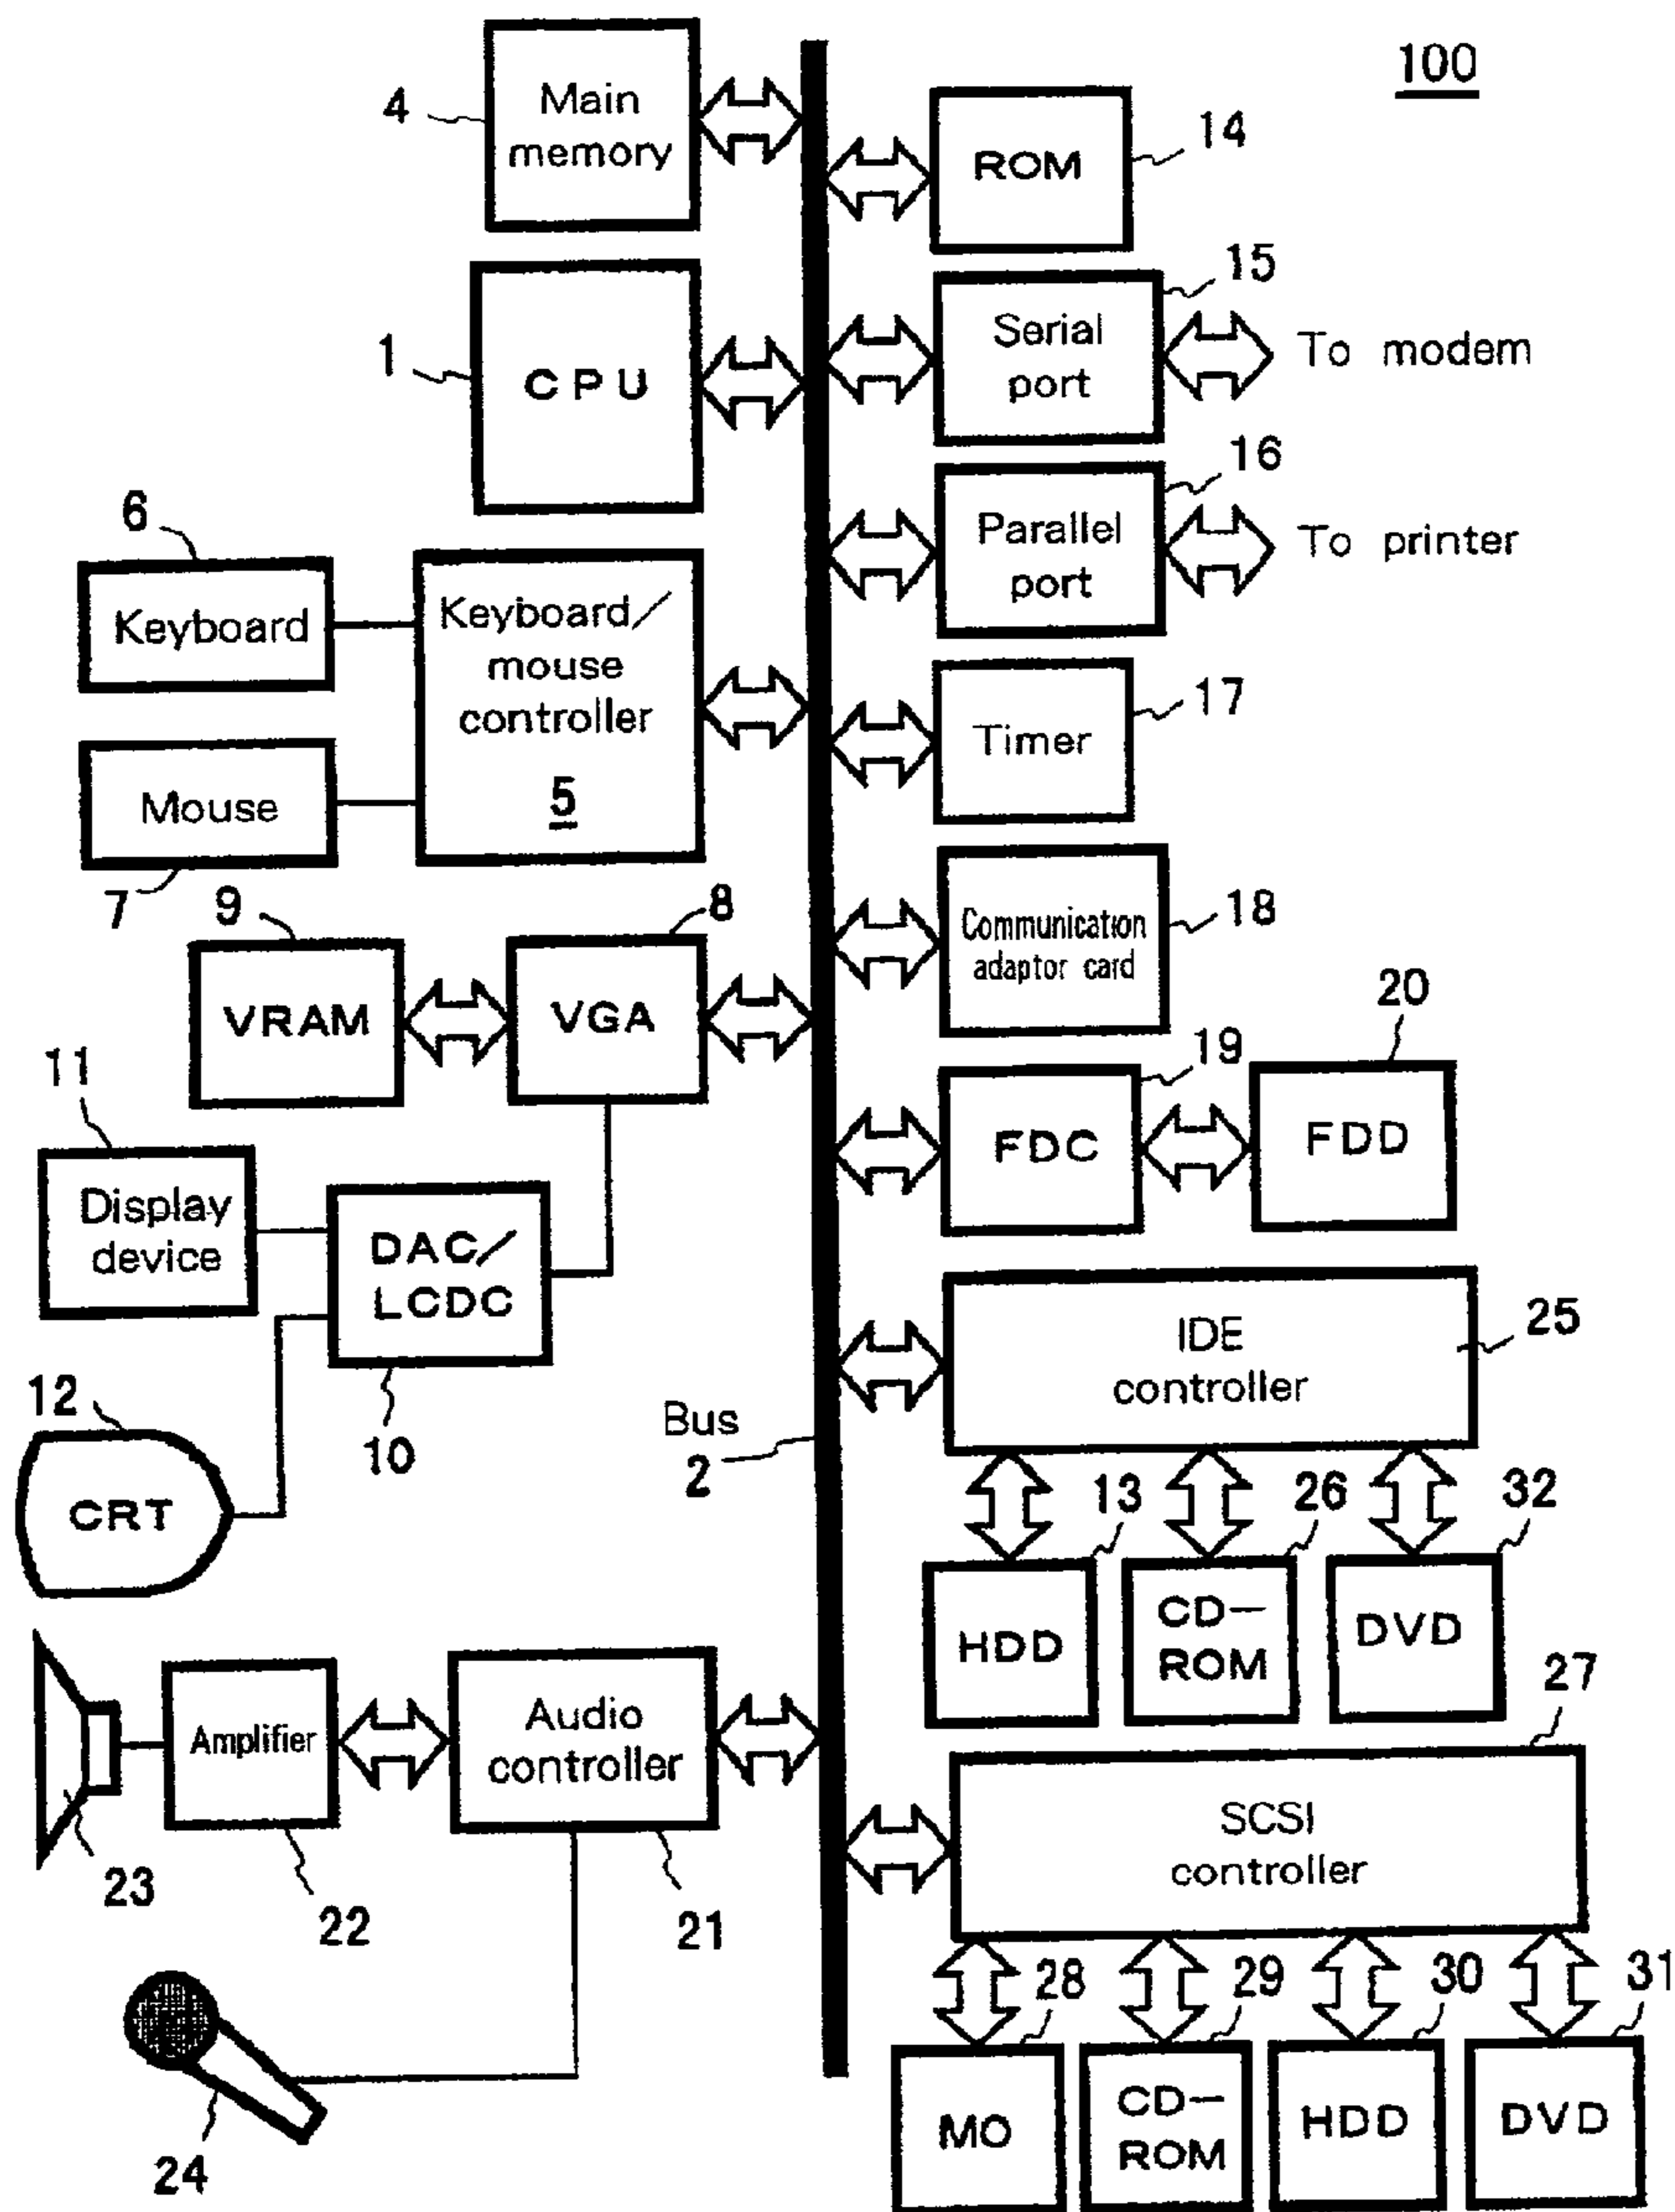 100
4
Main
memory
14
ROM
15
1
CPU
Serial
port
To modem
16
Parallel
port
To printer
6
Keyboard
Keyboard/
mouse
controller
5
Mouse
7
17
Timer
18
Communication
adaptor card
9
VRAM
8
VGA
19
FDC
20
FDD
11
Display
device
DAC/
LCDC
10
12
CRT
Bus
2
IDE
controller
25
13
HDD
26
CD-
ROM
32
DVD
23
Amplifier
22
Audio
controller
21
24
27
SCSI
controller
28
MO
29
CD-
ROM
30
HDD
31
DVD